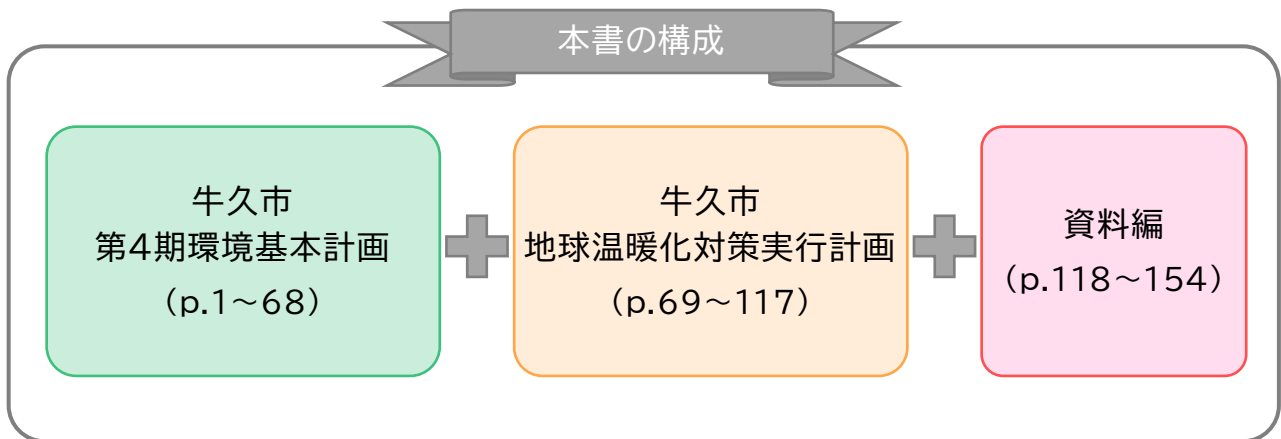 本書の構成
牛久市
第4期環境基本計画
(p.1～68)
牛久市
地球温暖化対策実行計画
(p.69～117)
資料編
(p.118～154)